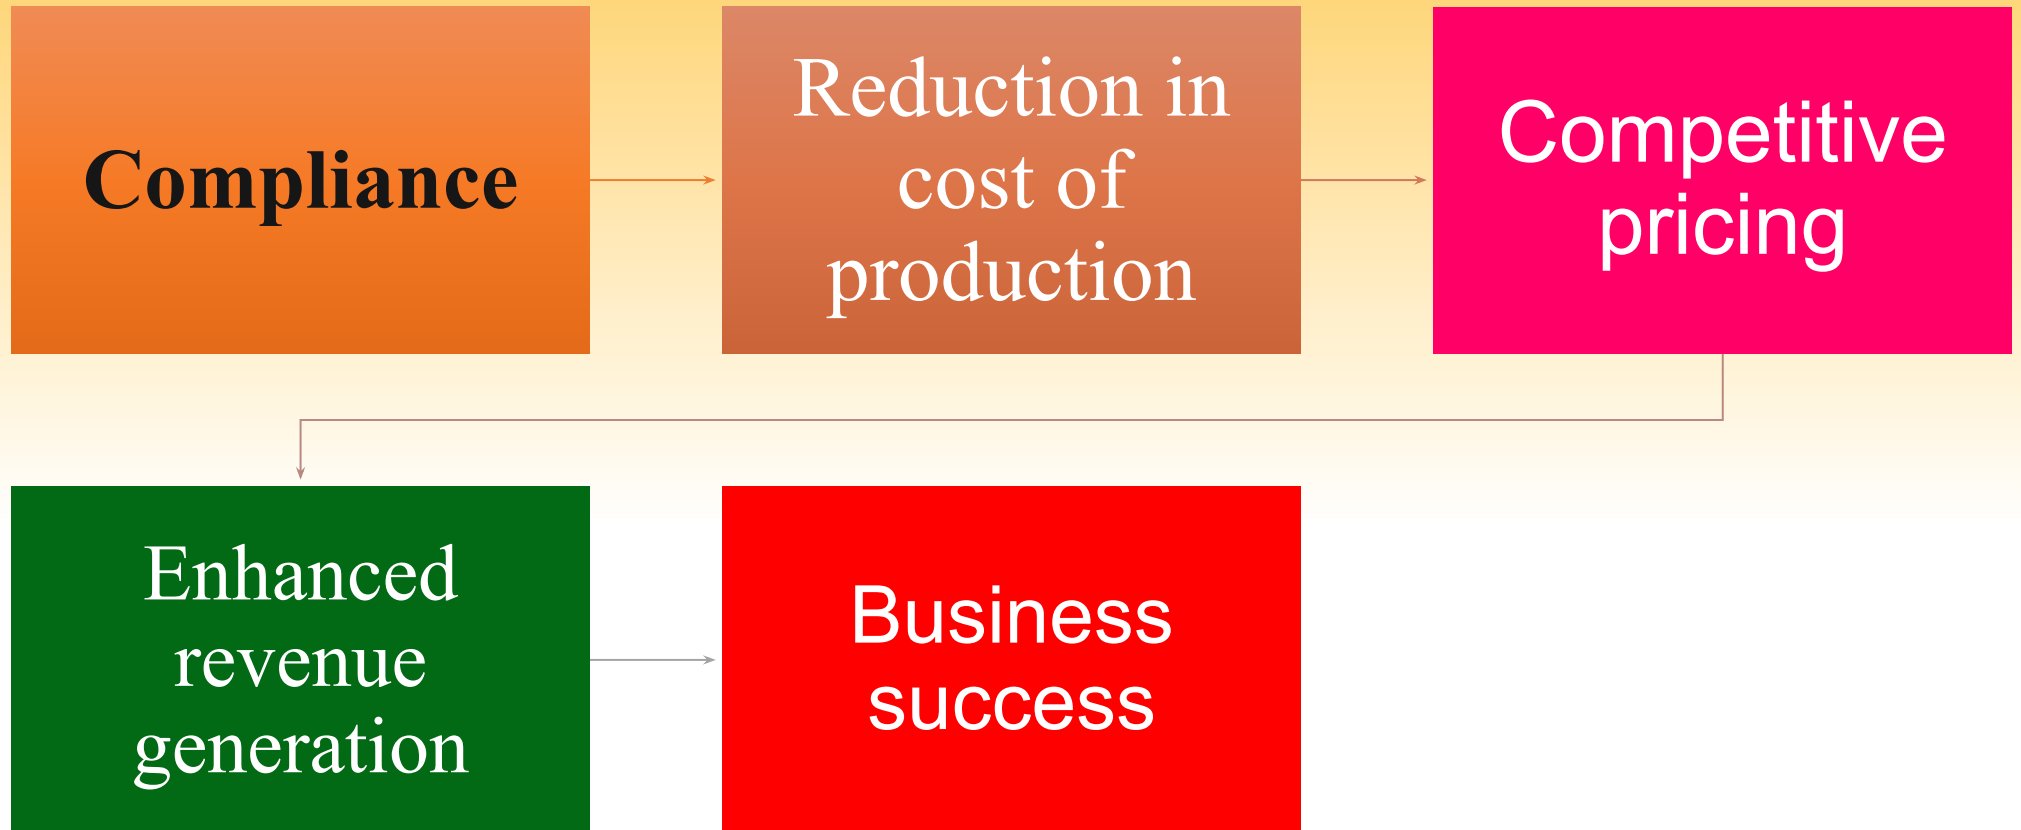 Compliance
Reduction in
cost of
production
Competitive
pricing
Enhanced
revenue
generation
Business
success